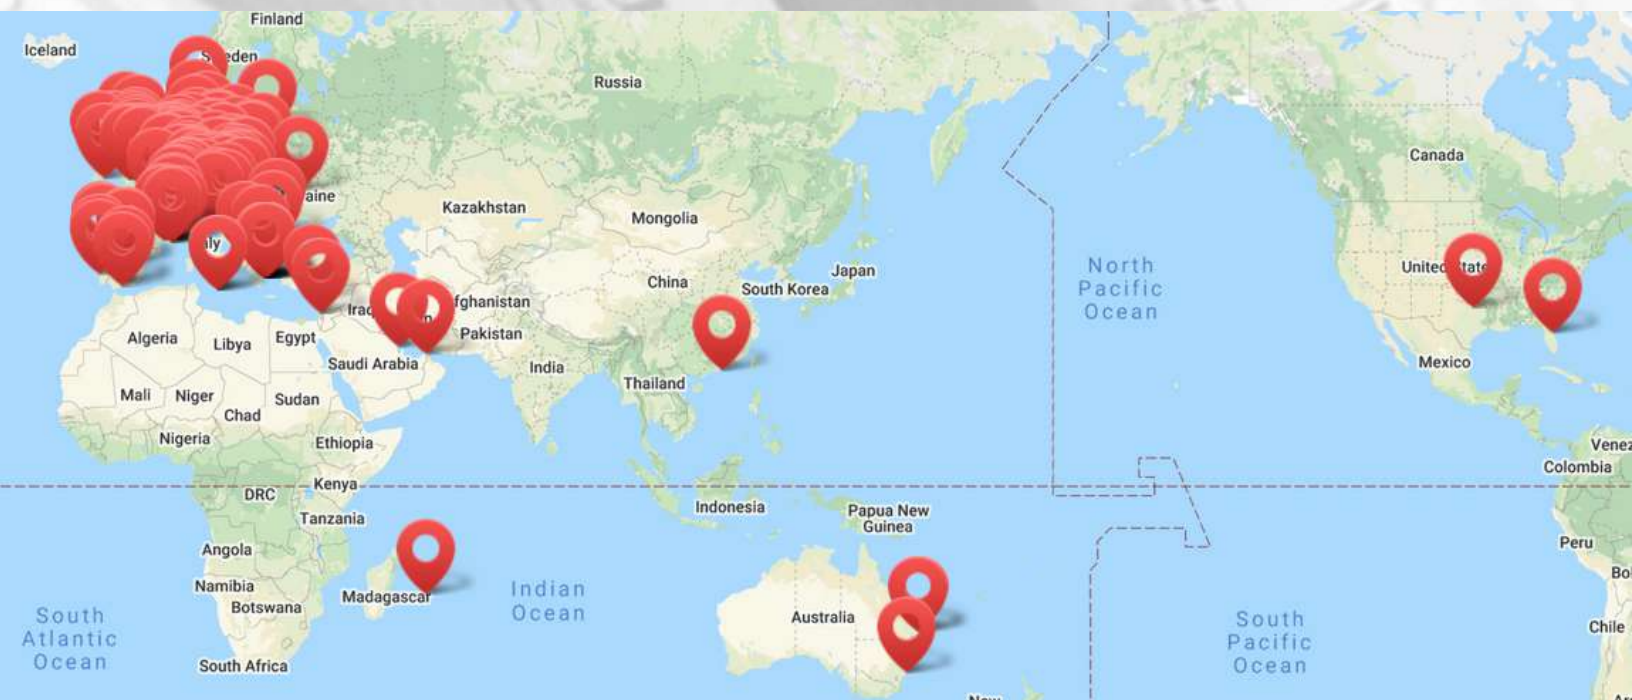 Finland
Iceland
Russia
Canada
Kazakhstan
Mongolia
North
Pacific
Ocean
Japan
China
South Korea
Pakistan
Algeria
Libya
Egypt
Saudi Arabia
India
Mexico
Thailand
Mali
Niger
Sudan
Chad
Nigeria
Ethiopia
Colombia
Kenya
DRC
Indonesia
Papua New
Guinea
Tanzania
Angola
Peru
Namibia
Botswana
Madagascar
Indian
Ocean
Australia
South
Atlantic
Ocean
South
Pacific
Ocean
Chile
South Africa